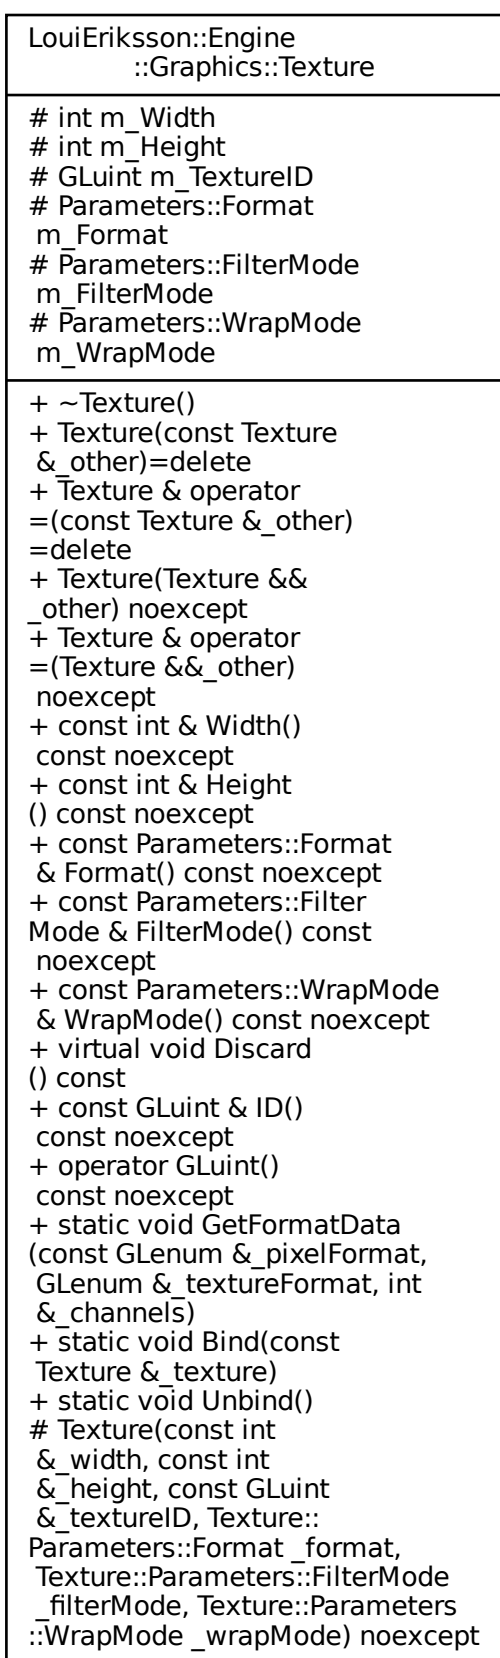 LouiEriksson::Engine
::Graphics::Texture
# int m_Width
# int m_Height
# GLuint m_TextureID
# Parameters::Format
m_Format
# Parameters::FilterMode
m_FilterMode
# Parameters::WrapMode
m_WrapMode
+ ~Texture()
+ Texture(const Texture
&_other)=delete
+ Texture & operator
=(const Texture &_other)
=delete
+ Texture(Texture &&
_other) noexcept
+ Texture & operator
=(Texture &&_other)
noexcept
+ const int & Width()
const noexcept
+ const int & Height
() const noexcept
+ const Parameters::Format
& Format() const noexcept
+ const Parameters::Filter
Mode & FilterMode() const
noexcept
+ const Parameters::WrapMode
& WrapMode() const noexcept
+ virtual void Discard
() const
+ const GLuint & ID()
const noexcept
+ operator GLuint()
const noexcept
+ static void GetFormatData
(const GLenum &_pixelFormat,
GLenum &_textureFormat, int
&_channels)
+ static void Bind(const
Texture &_texture)
+ static void Unbind()
# Texture(const int
&_width, const int
&_height, const GLuint
&_textureID, Texture::
Parameters::Format _format,
Texture::Parameters::FilterMode
_filterMode, Texture::Parameters
::WrapMode _wrapMode) noexcept